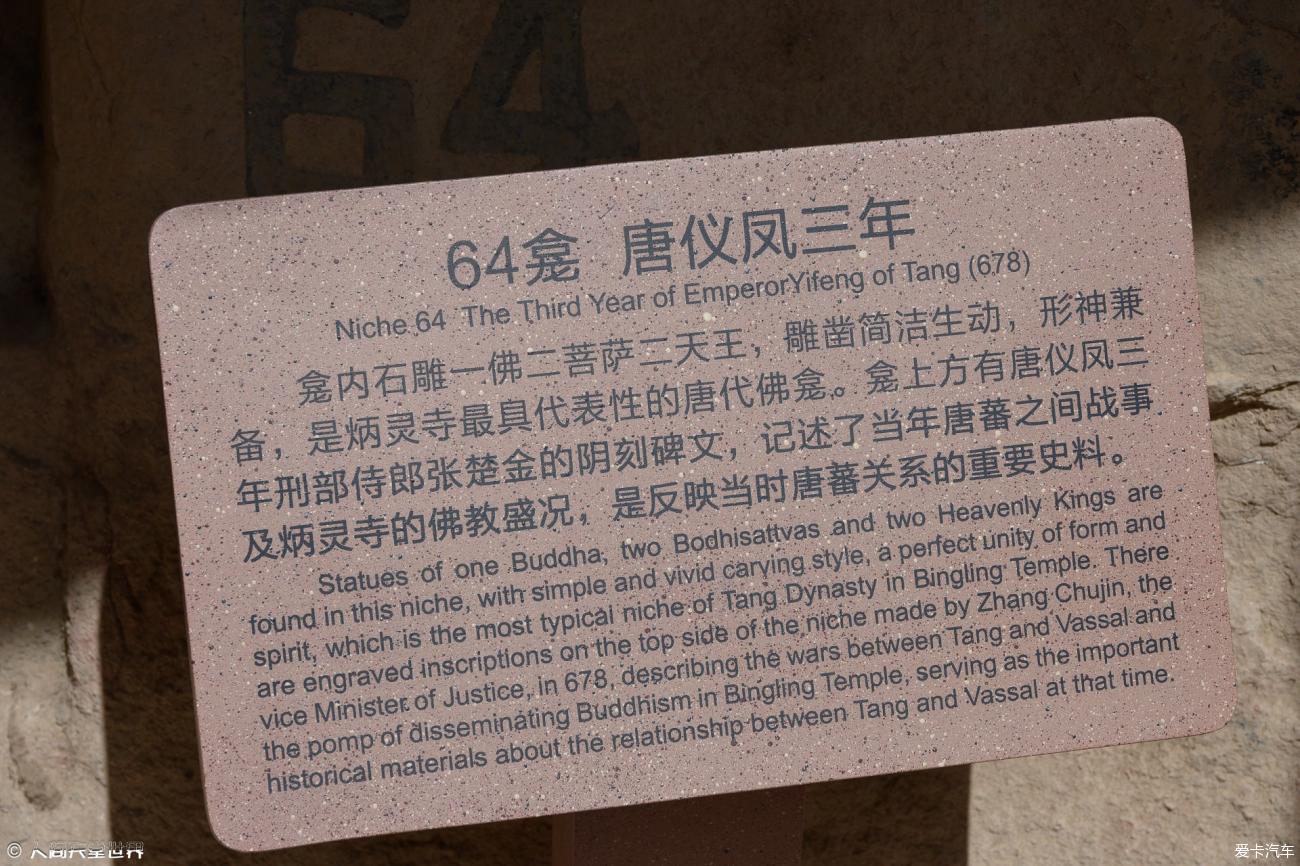 64
64龛 唐仪凤三年
Niche 64 The Third Year of EmperorYifeng of Tang (678)
龛内石雕一佛二菩萨二天王，雕凿简洁生动，形神兼
备，是炳灵寺最具代表性的唐代佛龛。龛上方有唐仪凤三
年刑部侍郎张楚金的阴刻碑文，记述了当年唐蕃之间战事
及炳灵寺的佛教盛况，是反映当时唐蕃关系的重要史料。
Statues of one Buddha, two Bodhisattvas and two Heavenly Kings are
found in this niche, with simple and vivid carving style, a perfect unity of form and
spirit, which is the most typical niche of Tang Dynasty in Bingling Temple. There
are engraved inscriptions on the top side of the niche made by Zhang Chujin, the
vice Minister of Justice, in 678, describing the wars between Tang and Vassal and
the pomp of disseminating Buddhism in Bingling Temple, serving as the important
historical materials about the relationship between Tang and Vassal at that time.
© 人间天堂世界
爱卡汽车